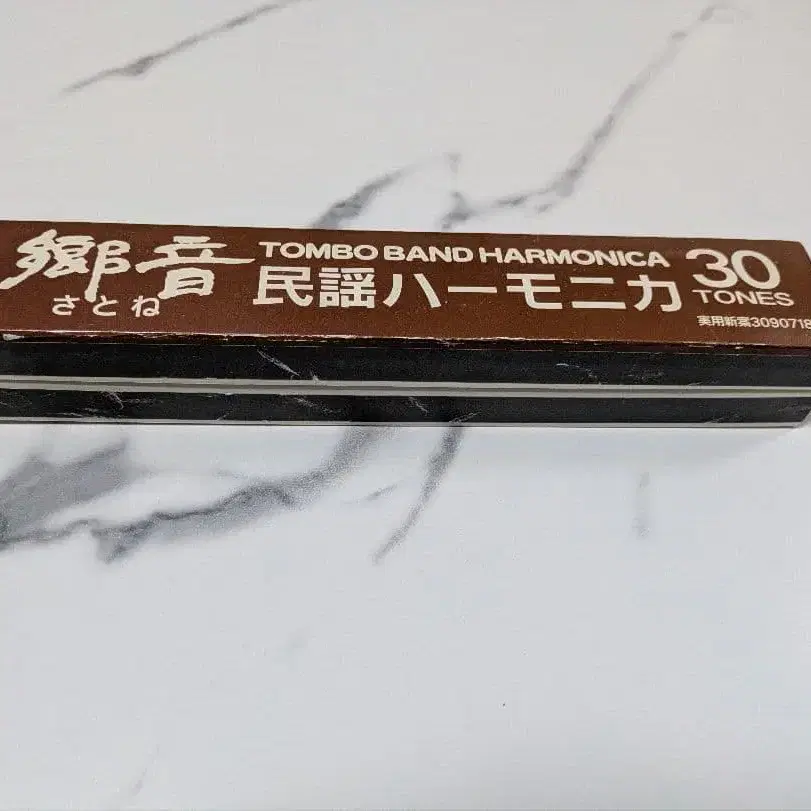 郷音
さとね
TOMBO BAND HARMONICA
民謡ハーモニカ
30
TONES
実用新案3090718